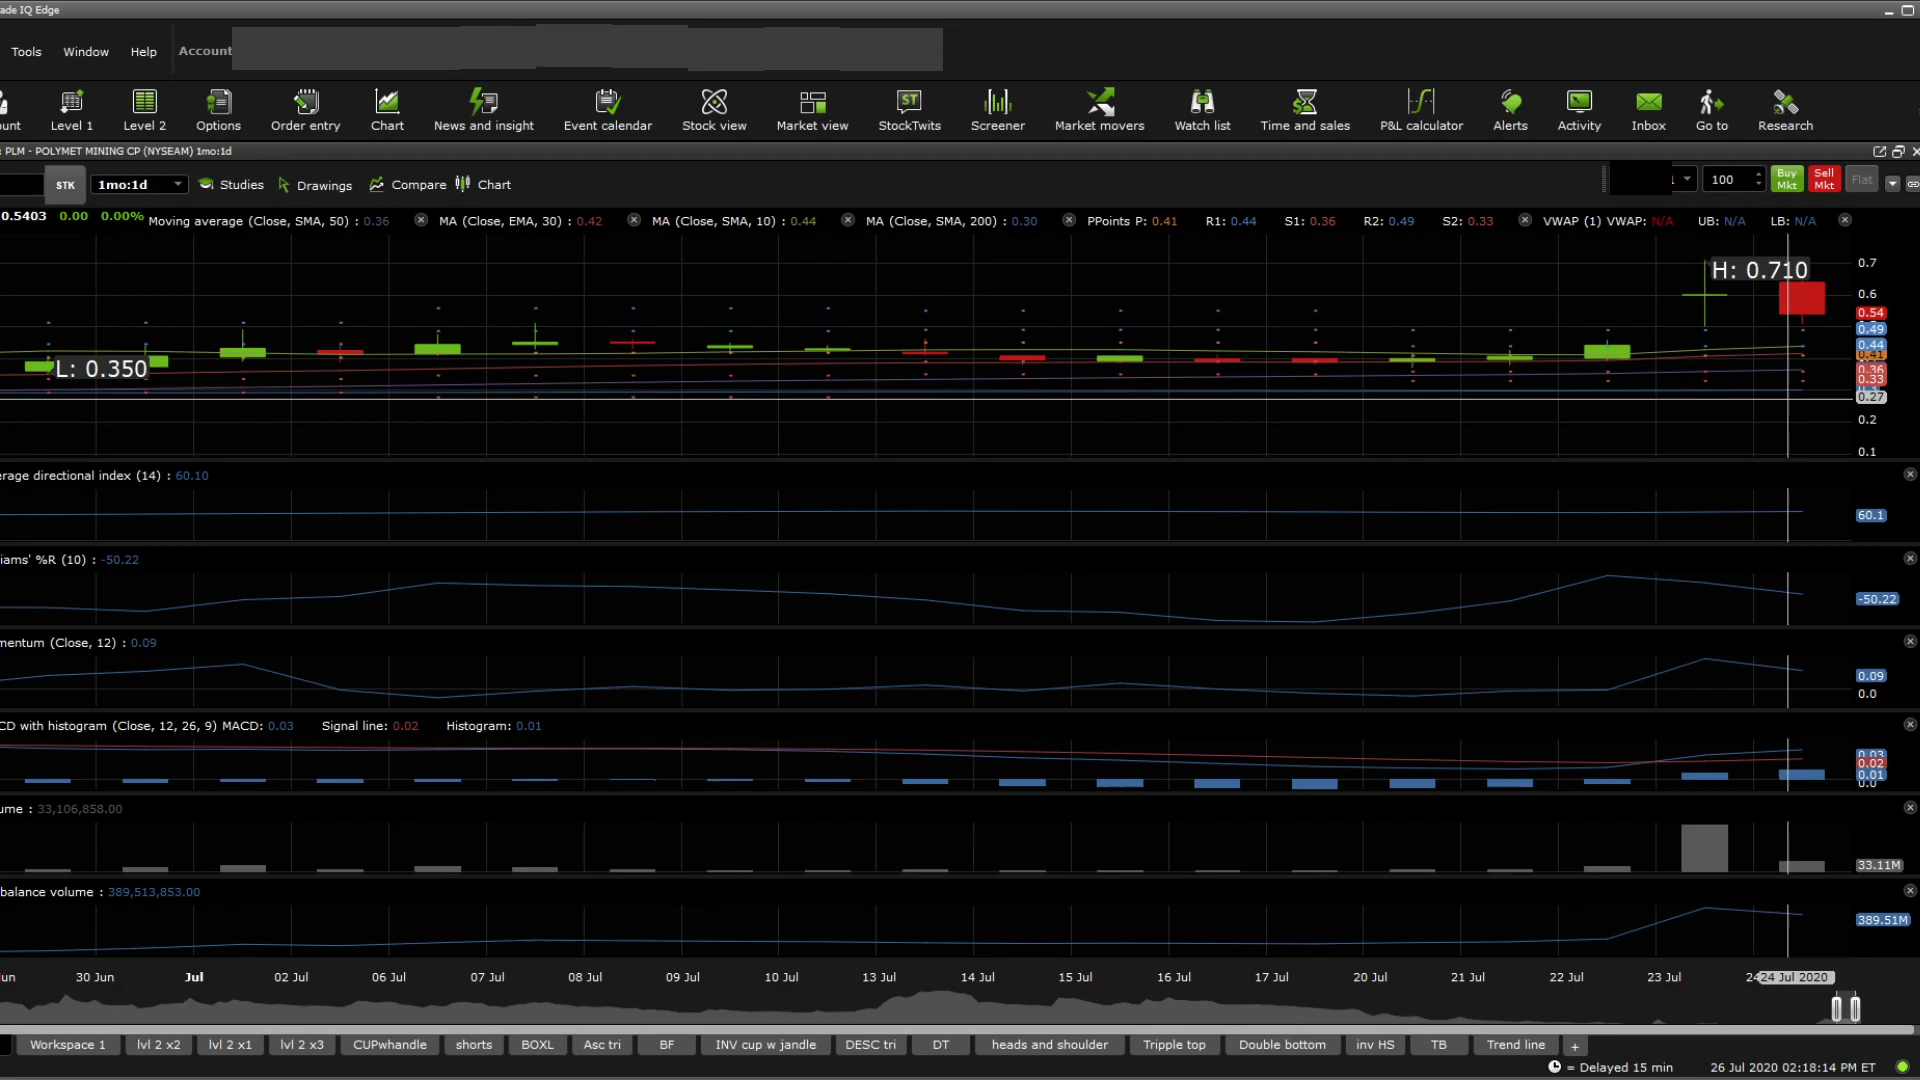 ade IQ Edge
Tools Window Help Account
unt Level 1 Level 2 Options Order entry Chart News and insight Event calendar Stock view Market view ST StockTwits Screener Market movers Watch list Time and sales P&L calculator Alerts Activity Inbox Go to Research
: PLM - POLYMET MINING CP (NYSEAM) 1mo:1d
STK 1mo:1d Studies Drawings Compare Chart 100 Buy Mkt Sell Mkt Flat
0.5403 0.00 0.00% Moving average (Close, SMA, 50) : 0.36 MA (Close, EMA, 30) : 0.42 MA (Close, SMA, 10) : 0.44 MA (Close, SMA, 200) : 0.30 PPoints P: 0.41 R1: 0.44 S1: 0.36 R2: 0.49 S2: 0.33 VWAP (1) VWAP: N/A UB: N/A LB: N/A
0.7
H: 0.710
0.6
0.54
0.49
0.44
0.41
L: 0.350
0.36
0.33
0.27
0.2
0.1
erage directional index (14) : 60.10
60.1
iams' %R (10) : -50.22
-50.22
mentum (Close, 12) : 0.09
0.09
0.0
CD with histogram (Close, 12, 26, 9) MACD: 0.03 Signal line: 0.02 Histogram: 0.01
0.03
0.02
0.01
0.0
ume : 33,106,858.00
33.11M
balance volume : 389,513,853.00
389.51M
un 30 Jun Jul 02 Jul 06 Jul 07 Jul 08 Jul 09 Jul 10 Jul 13 Jul 14 Jul 15 Jul 16 Jul 17 Jul 20 Jul 21 Jul 22 Jul 23 Jul 24 24 Jul 2020
Workspace 1 lvl 2 x2 lvl 2 x1 lvl 2 x3 CUPwhandle shorts BOXL Asc tri BF INV cup w jandle DESC tri DT heads and shoulder Tripple top Double bottom inv HS TB Trend line +
= Delayed 15 min 26 Jul 2020 02:18:14 PM ET